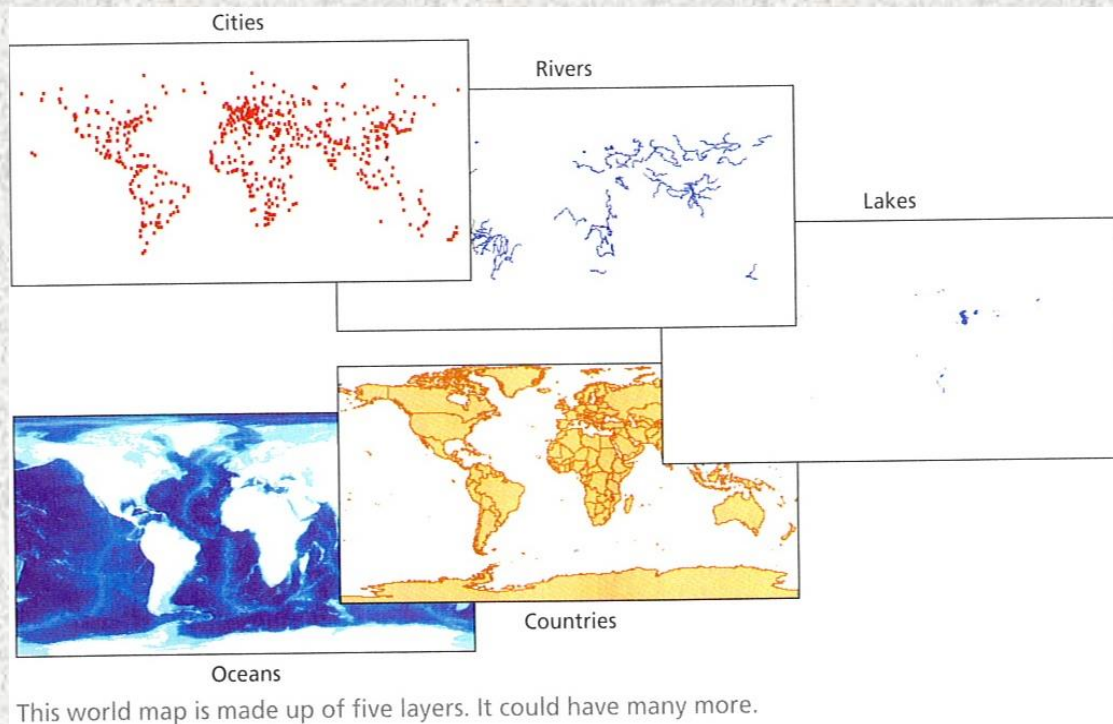 Cities
Rivers
Lakes
Countries
Oceans
This world map is made up of five layers. It could have many more.